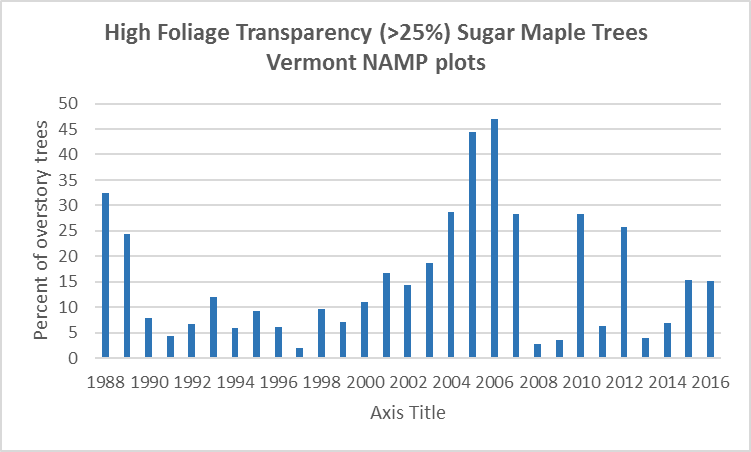 High Foliage Transparency (>25%) Sugar Maple Trees
Vermont NAMP plots
Percent of overstory trees
50
45
40
35
30
25
20
15
10
5
0
1988 1990 1992 1994 1996 1998 2000 2002 2004 2006 2008 2010 2012 2014 2016
Axis Title